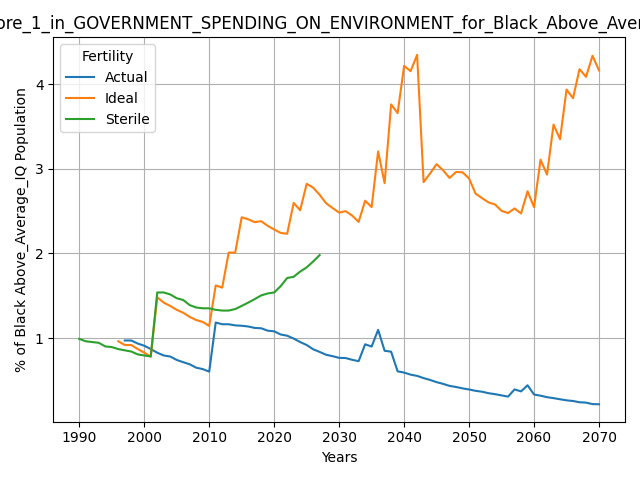 ore_1_in_GOVERNMENT_SPENDING_ON_ENVIRONMENT_for_Black_Above_Aver
Fertility
Actual
Ideal
Sterile
% of Black Above_Average_IQ Population
4
3
2
1
1990 2000 2010 2020 2030 2040 2050 2060 2070
Years